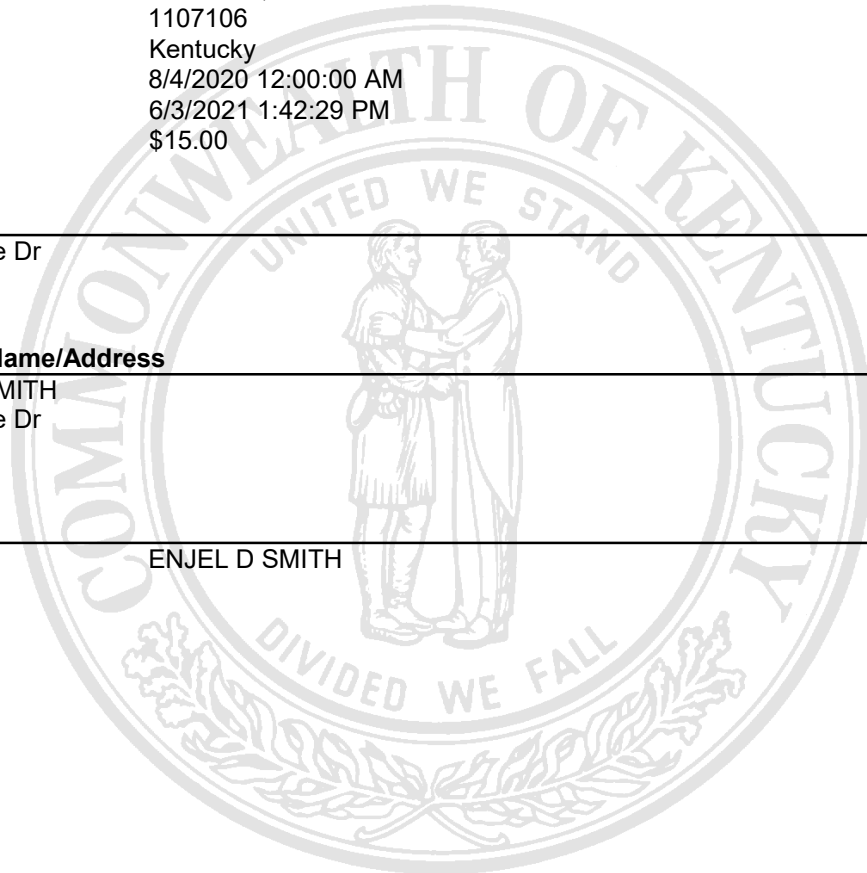 1107106
Kentucky
8/4/2020 12:00:00 AM
6/3/2021 1:42:29 PM
$15.00
e Dr
Name/Address
MITH
e Dr
ENJEL D SMITH
COMMONWEALTH OF KENTUCKY
UNITED WE STAND
DIVIDED WE FALL